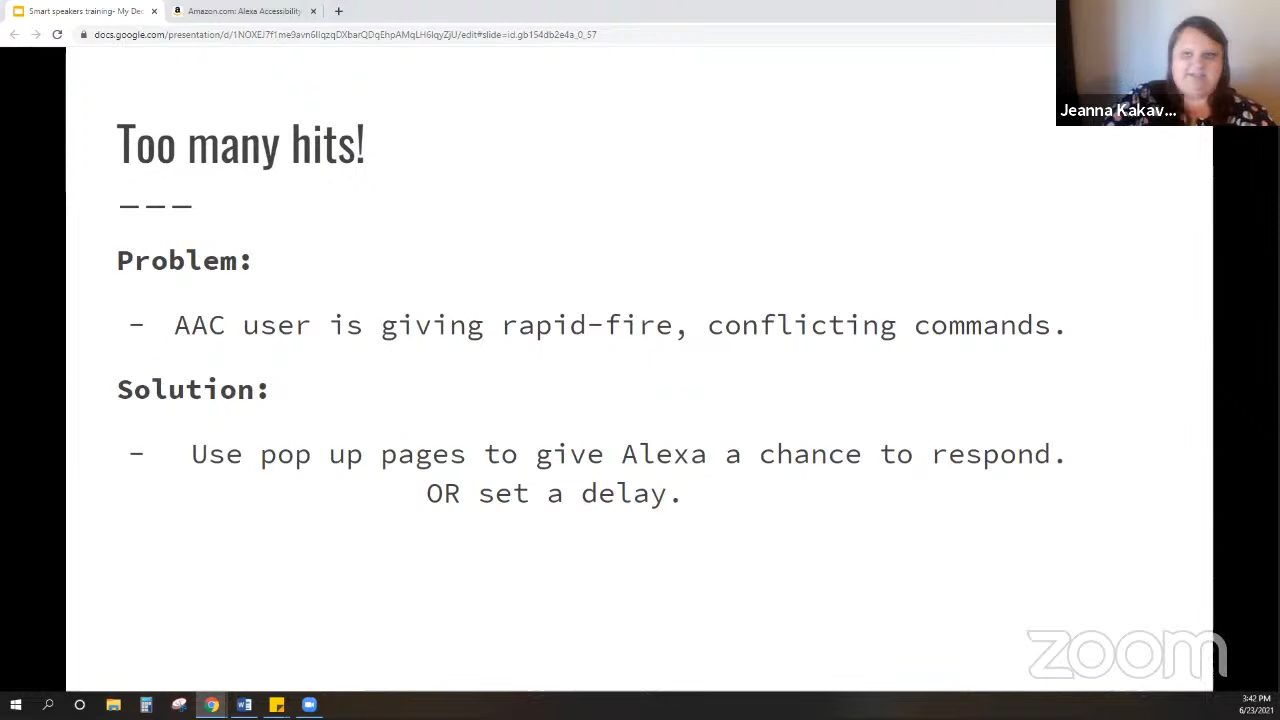 Smart speakers training- My De
Amazon.com: Alexa Accessibility
Jeanna Kakav...
Too many hits!
———
Problem:
- AAC user is giving rapid-fire, conflicting commands.
Solution:
- Use pop up pages to give Alexa a chance to respond.
OR set a delay.
zoom
3:42 PM
6/23/2021